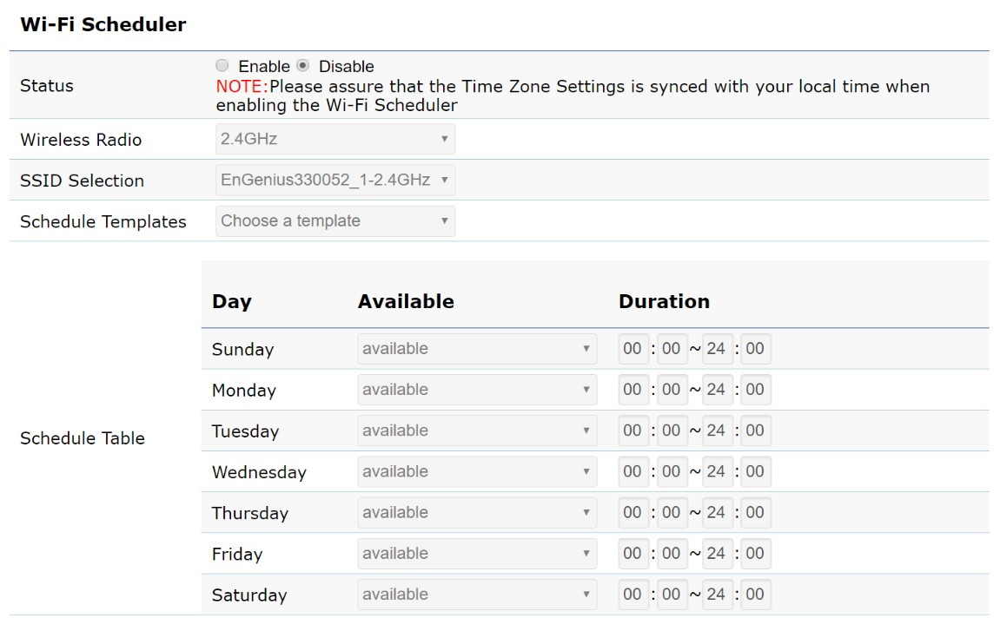 Wi-Fi Scheduler
Status
Enable Disable
NOTE:Please assure that the Time Zone Settings is synced with your local time when
enabling the Wi-Fi Scheduler
Wireless Radio 2.4GHz
SSID Selection EnGenius330052_1-2.4GHz
Schedule Templates Choose a template
Schedule Table
Day Available Duration
Sunday available 00 : 00 ~ 24 : 00
Monday available 00 : 00 ~ 24 : 00
Tuesday available 00 : 00 ~ 24 : 00
Wednesday available 00 : 00 ~ 24 : 00
Thursday available 00 : 00 ~ 24 : 00
Friday available 00 : 00 ~ 24 : 00
Saturday available 00 : 00 ~ 24 : 00